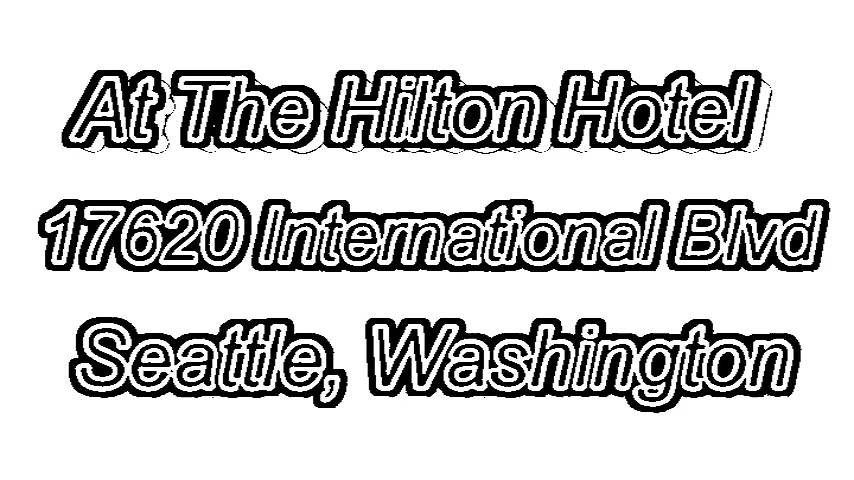 At The Hilton Hotel
17620 International Blvd
Seattle, Washington